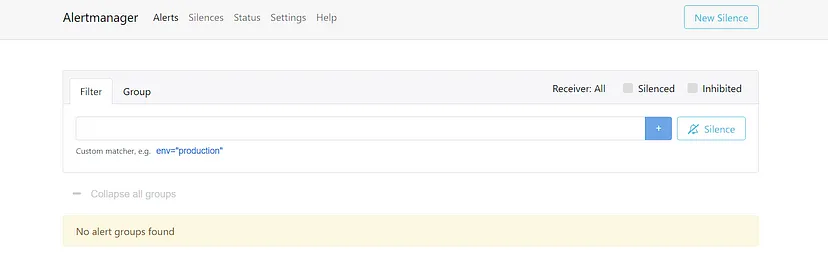 Alertmanager Alerts Silences Status Settings Help New Silence
Filter Group Receiver: All Silenced Inhibited
+ Silence
Custom matcher, e.g. env="production"
Collapse all groups
No alert groups found